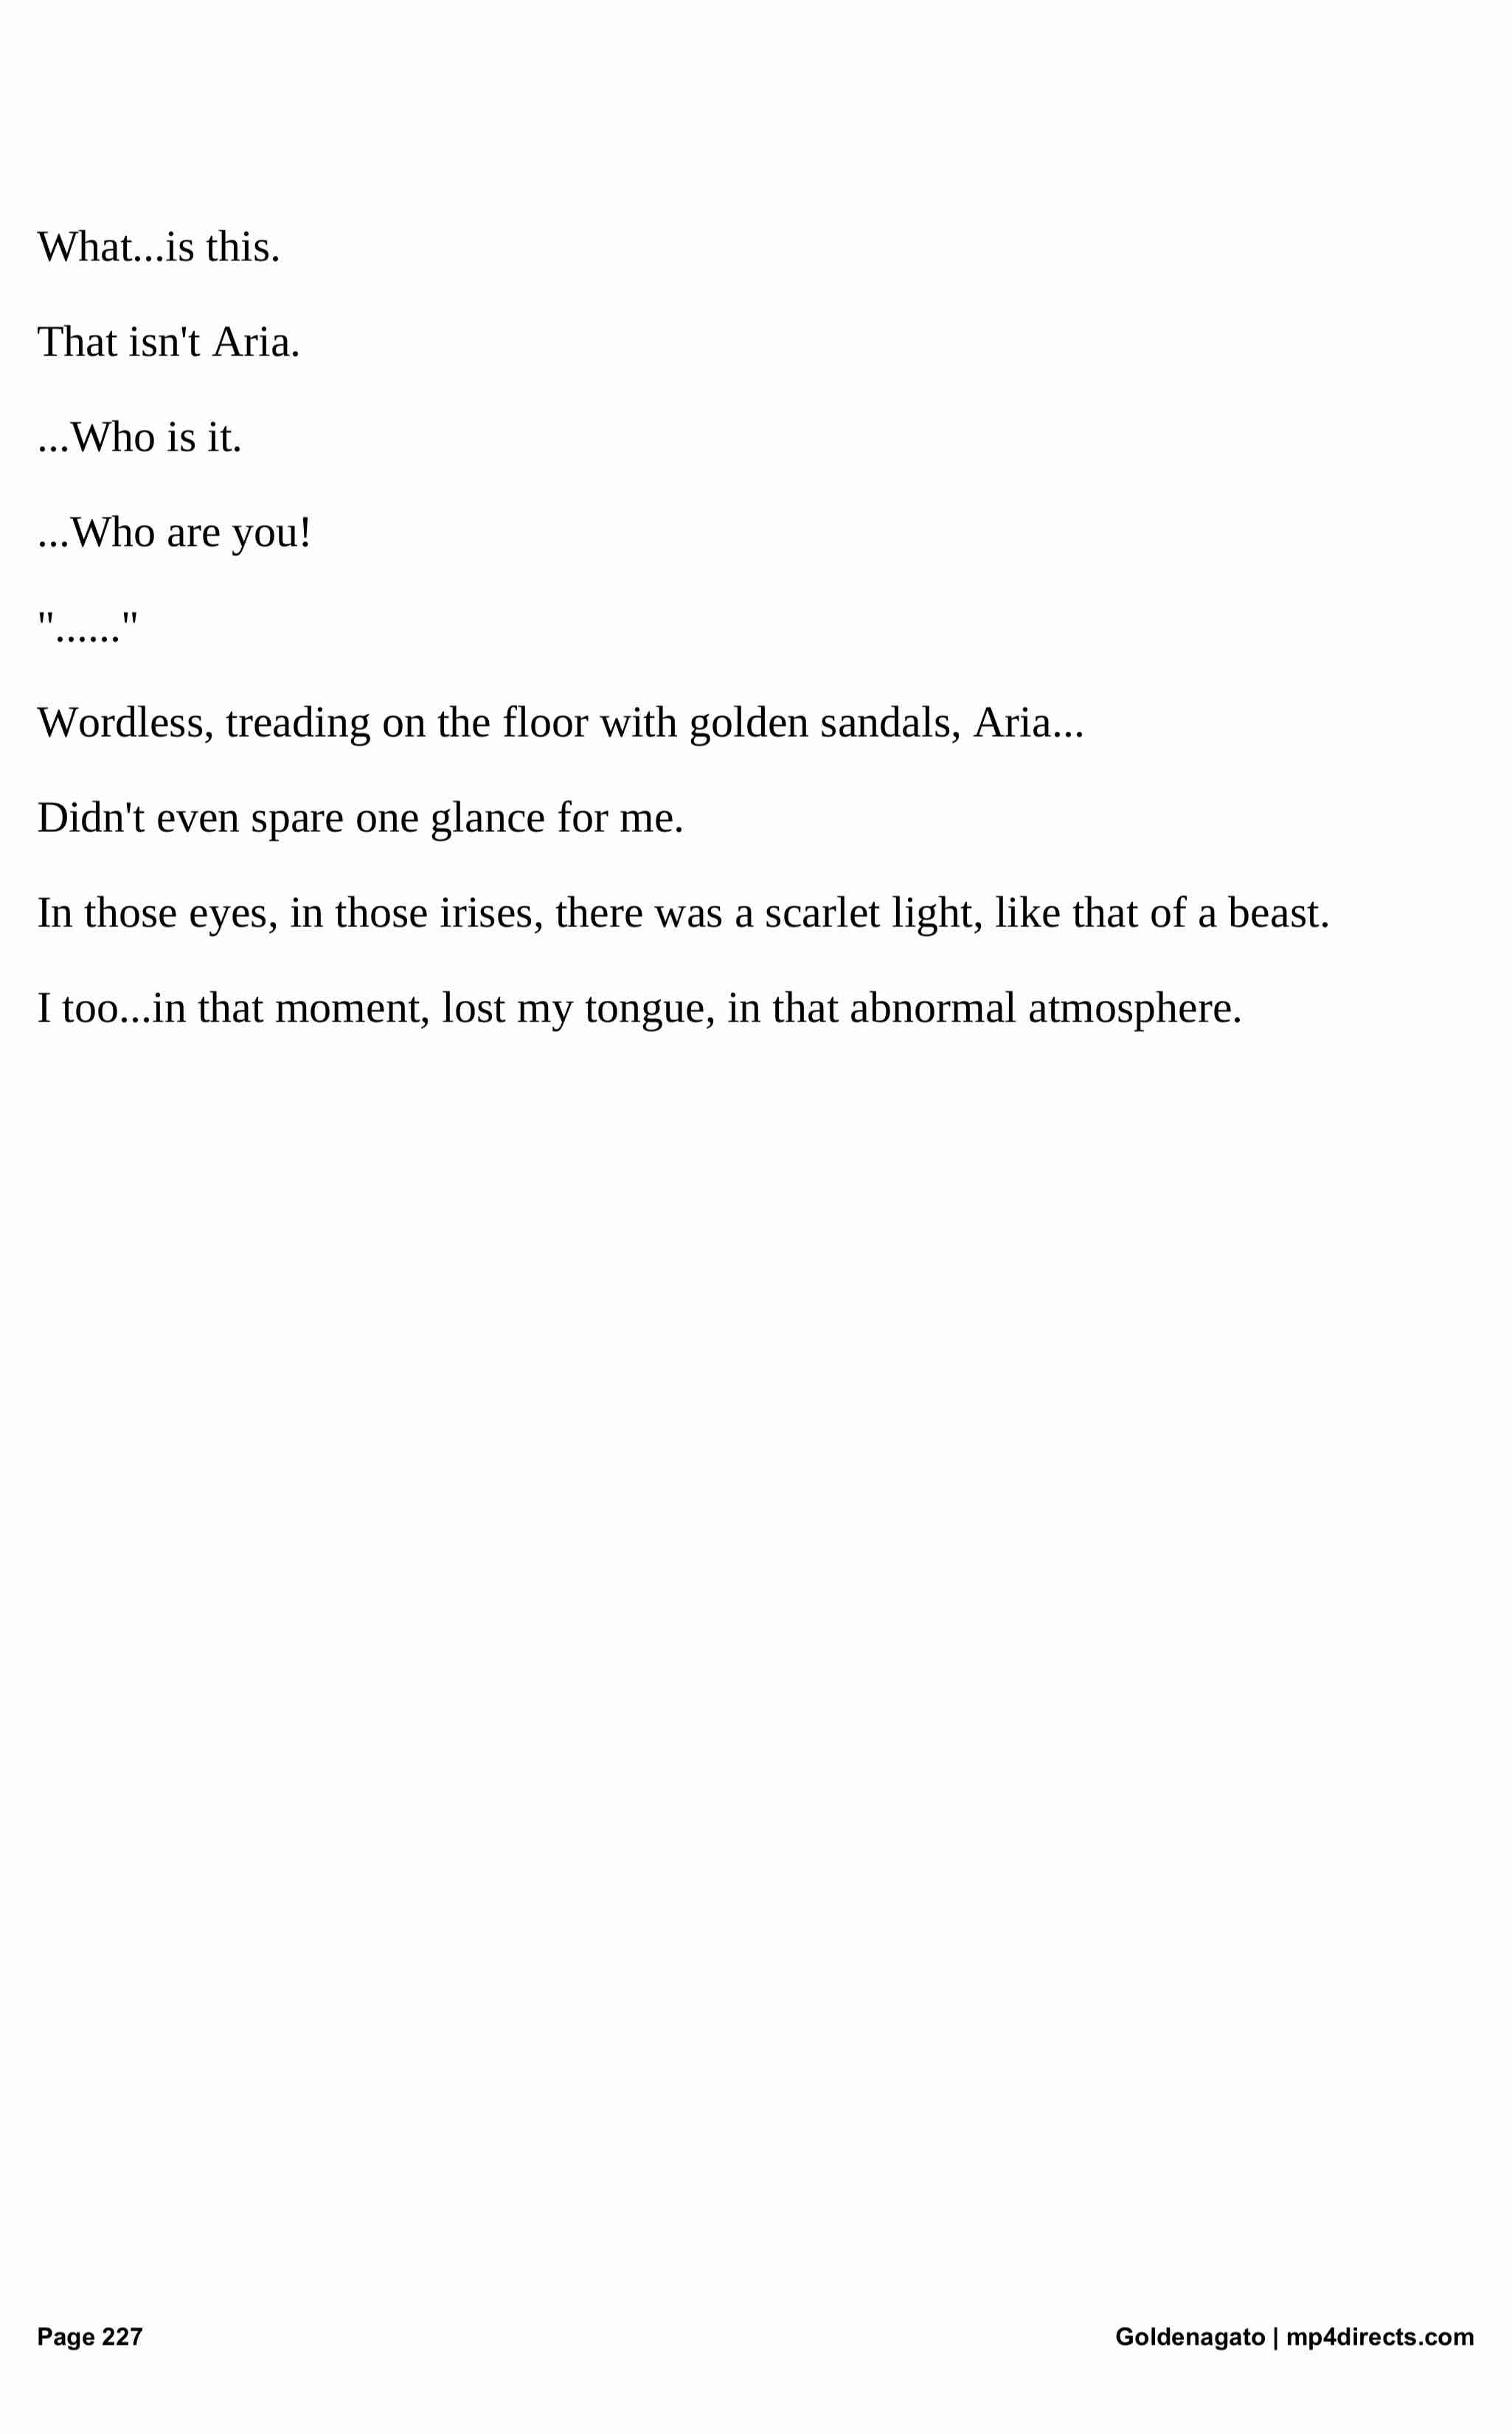 What...is this.
That isn't Aria.
...Who is it.
...Who are you!
"......"
Wordless, treading on the floor with golden sandals, Aria...
Didn't even spare one glance for me.
In those eyes, in those irises, there was a scarlet light, like that of a beast.
I too...in that moment, lost my tongue, in that abnormal atmosphere.
Page 227
Goldenagato | mp4directs.com